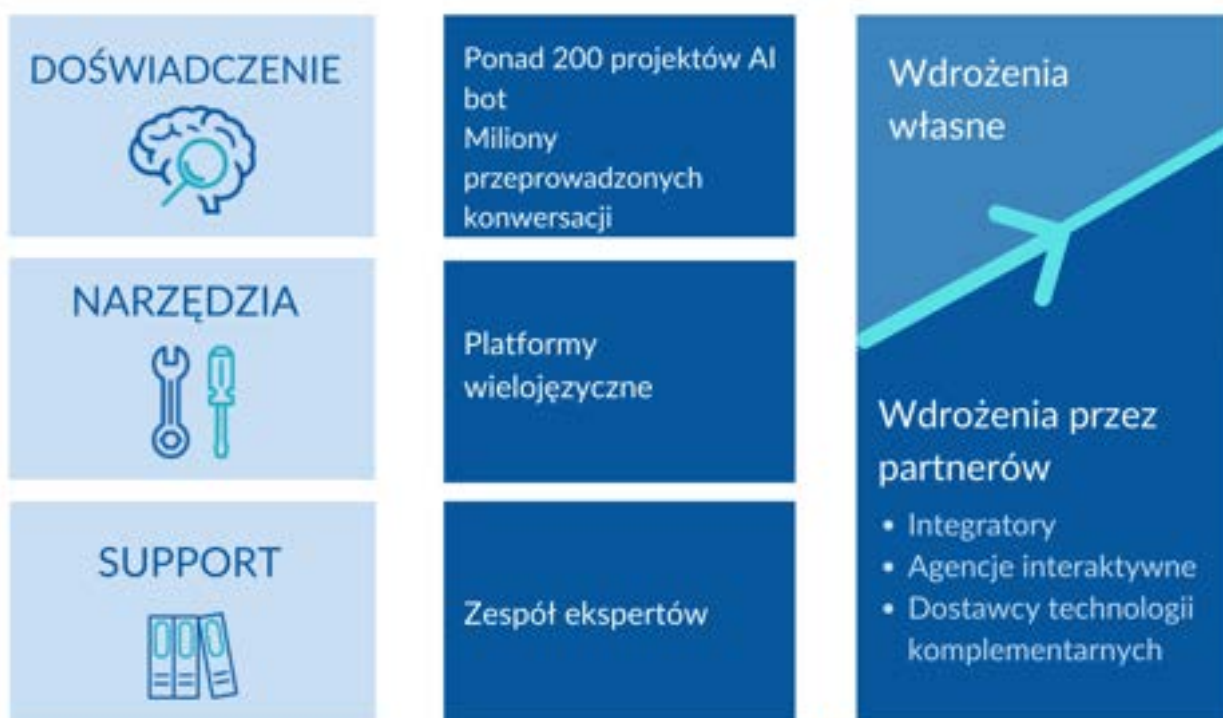 DOŚWIADCZENIE
Ponad 200 projektów AI
bot
Miliony
przeprowadzonych
konwersacji
NARZĘDZIA
Platformy
wielojęzyczne
SUPPORT
Zespół ekspertów
Wdrożenia
własne
Wdrożenia przez
partnerów
• Integratory
• Agencje interaktywne
• Dostawcy technologii
komplementarnych